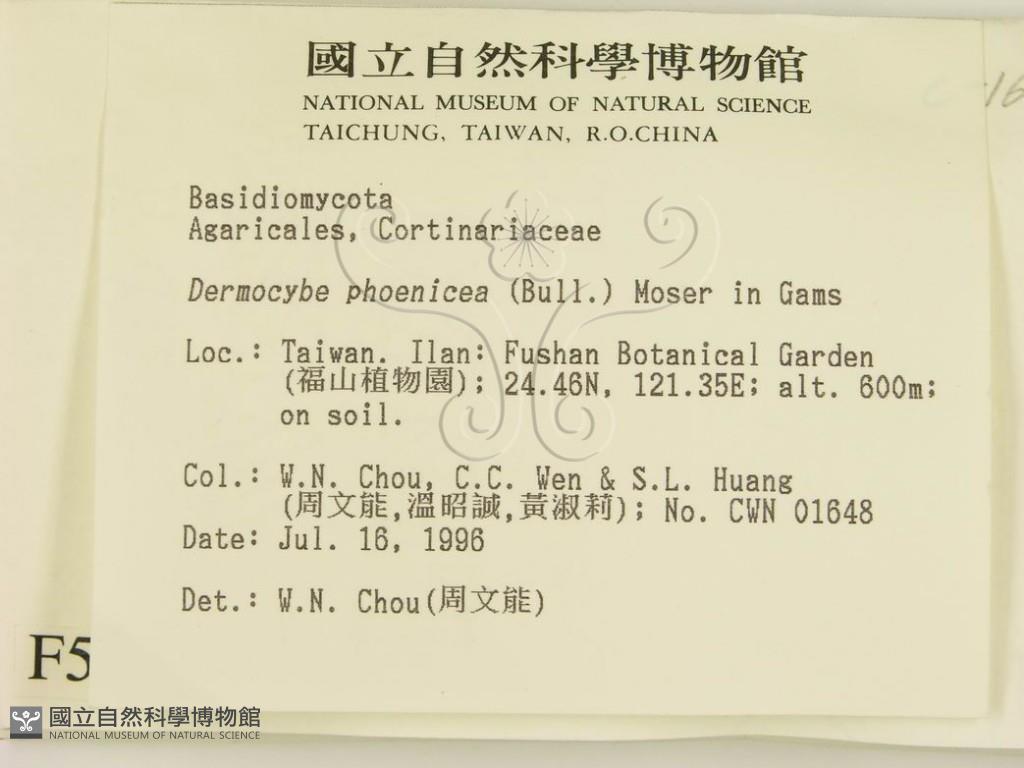 國立自然科學博物館
NATIONAL MUSEUM OF NATURAL SCIENCE
TAICHUNG, TAIWAN, R.O.CHINA
Basidiomycota
Agaricales, Cortinariaceae
Dermocybe phoenicea (Bull.) Moser in Gams
Loc.: Taiwan. Ilan: Fushan Botanical Garden
(福山植物園); 24.46N, 121.35E; alt. 600m;
on soil.
Col.: W.N. Chou, C.C. Wen & S.L. Huang
(周文能,溫昭誠,黃淑莉); No. CWN 01648
Date: Jul. 16, 1996
Det.: W.N. Chou(周文能)
F5
國立自然科學博物館
NATIONAL MUSEUM OF NATURAL SCIENCE